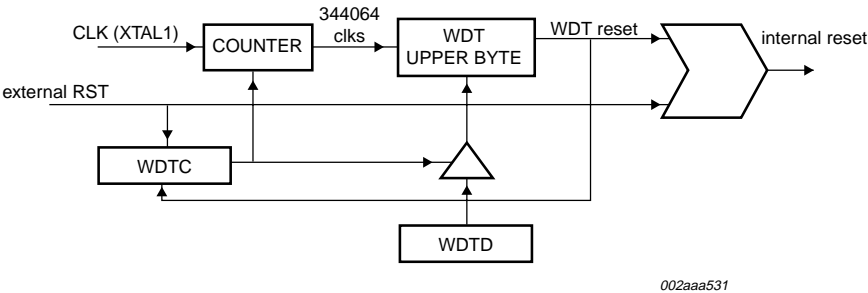 CLK (XTAL1)
COUNTER
344064
clks
WDT
UPPER BYTE
WDT reset
internal reset
external RST
WDTC
WDTD
002aaa531